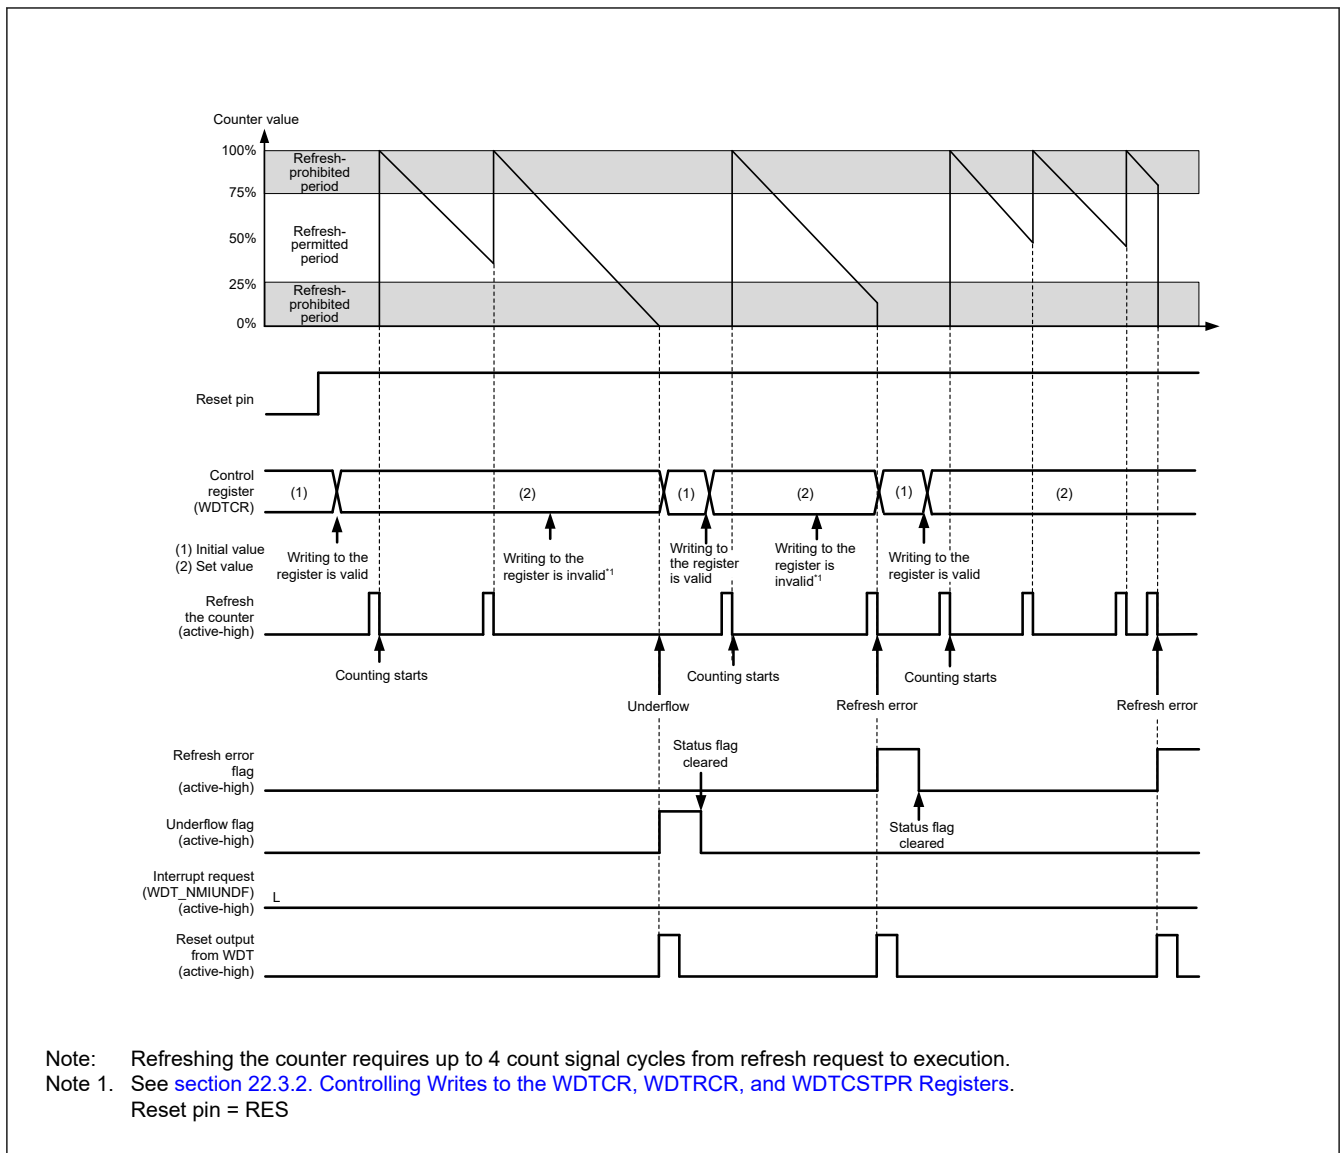 Counter value
100%
Refresh-
prohibited
period
75%
Refresh-
permitted
period
50%
25%
Refresh-
prohibited
period
0%
Reset pin
Control
register
(WDTCR)
(1)
(2)
(1)
(2)
(1)
(2)
(1) Initial value
(2) Set value
Writing to the
register is valid
Writing to the
register is invalid*1
Writing to
the register
is valid
Writing to the
register is
invalid*1
Writing to the
register is valid
Refresh
the counter
(active-high)
Counting starts
Counting starts
Counting starts
Underflow
Refresh error
Refresh error
Refresh error
flag
(active-high)
Status flag
cleared
Underflow flag
(active-high)
Status flag
cleared
Interrupt request
(WDT_NMIUNDF)
(active-high)
L
Reset output
from WDT
(active-high)
Note: Refreshing the counter requires up to 4 count signal cycles from refresh request to execution.
Note 1. See section 22.3.2. Controlling Writes to the WDTCR, WDTRCR, and WDTCSTPR Registers.
Reset pin = RES